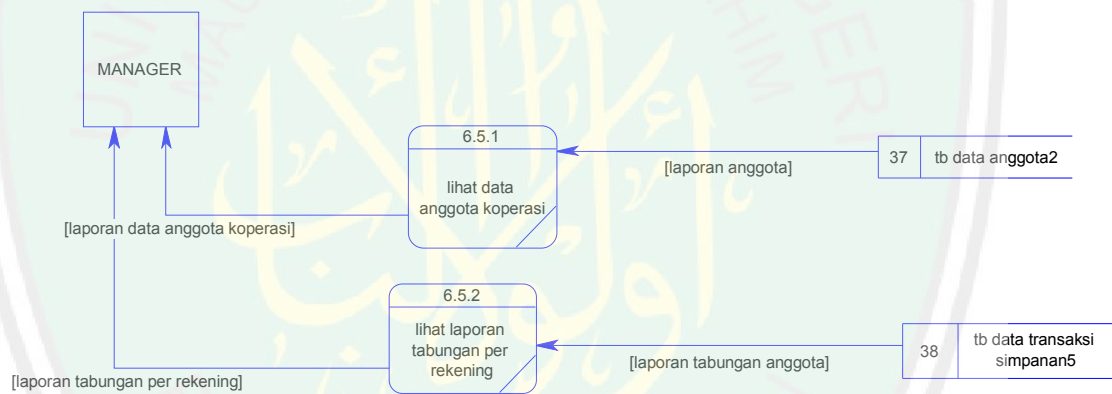 MANAGER
6.5.1
lihat data
anggota koperasi
[laporan anggota]
37
tb data anggota2
[laporan data anggota koperasi]
6.5.2
lihat laporan
tabungan per
rekening
[laporan tabungan anggota]
38
tb data transaksi
simpanan5
[laporan tabungan per rekening]